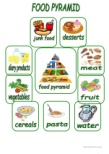 FOOD PYRAMID
junk food
desserts
dairy products
meat
food pyramid
vegetables
fruit
cereals
pasta
water